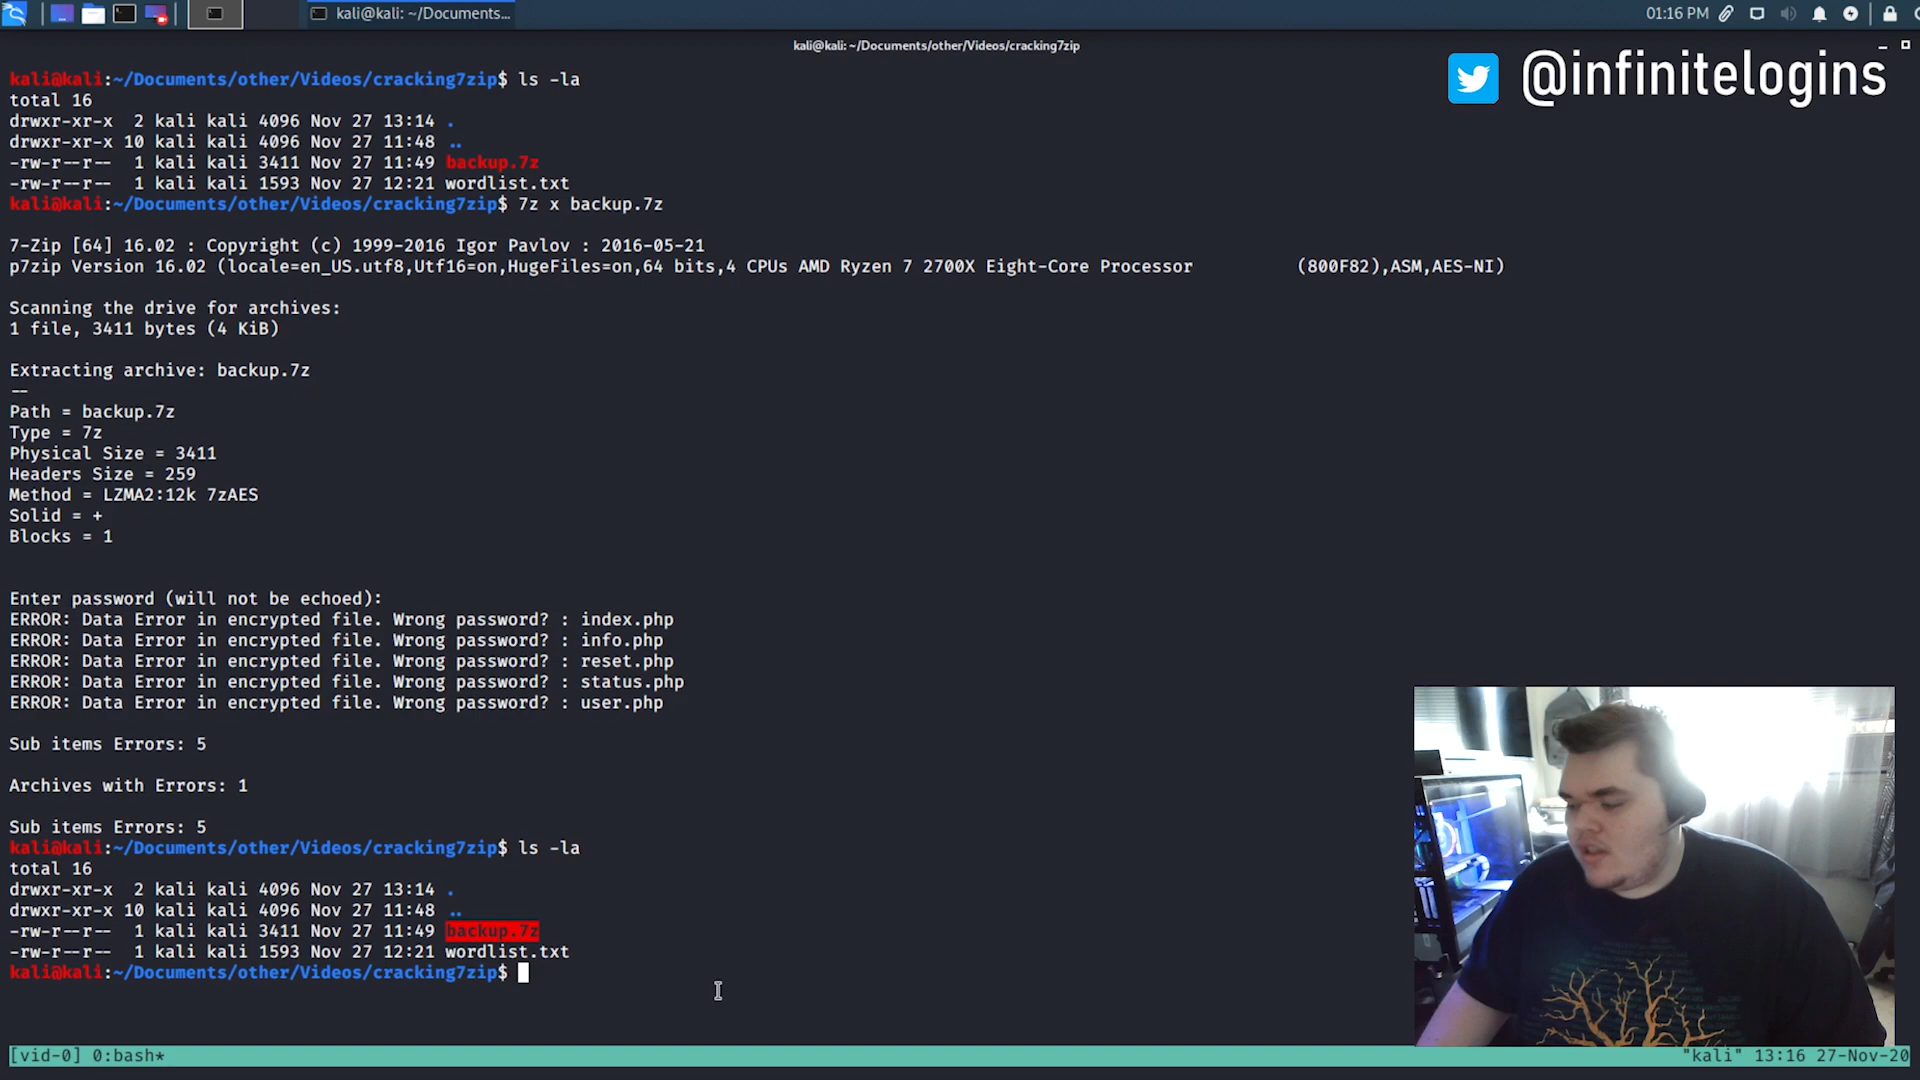 kali@kali: ~/Documents...
01:16 PM
kali@kali: ~/Documents/other/Videos/cracking7zip
@infinitelogins
kali@kali:~/Documents/other/Videos/cracking7zip$ ls -la
total 16
drwxr-xr-x  2 kali kali 4096 Nov 27 13:14 .
drwxr-xr-x 10 kali kali 4096 Nov 27 11:48 ..
-rw-r--r--  1 kali kali 3411 Nov 27 11:49 backup.7z
-rw-r--r--  1 kali kali 1593 Nov 27 12:21 wordlist.txt
kali@kali:~/Documents/other/Videos/cracking7zip$ 7z x backup.7z
7-Zip [64] 16.02 : Copyright (c) 1999-2016 Igor Pavlov : 2016-05-21
p7zip Version 16.02 (locale=en_US.utf8,Utf16=on,HugeFiles=on,64 bits,4 CPUs AMD Ryzen 7 2700X Eight-Core Processor          (800F82),ASM,AES-NI)
Scanning the drive for archives:
1 file, 3411 bytes (4 KiB)
Extracting archive: backup.7z
--
Path = backup.7z
Type = 7z
Physical Size = 3411
Headers Size = 259
Method = LZMA2:12k 7zAES
Solid = +
Blocks = 1
Enter password (will not be echoed):
ERROR: Data Error in encrypted file. Wrong password? : index.php
ERROR: Data Error in encrypted file. Wrong password? : info.php
ERROR: Data Error in encrypted file. Wrong password? : reset.php
ERROR: Data Error in encrypted file. Wrong password? : status.php
ERROR: Data Error in encrypted file. Wrong password? : user.php
Sub items Errors: 5
Archives with Errors: 1
Sub items Errors: 5
kali@kali:~/Documents/other/Videos/cracking7zip$ ls -la
total 16
drwxr-xr-x  2 kali kali 4096 Nov 27 13:14 .
drwxr-xr-x 10 kali kali 4096 Nov 27 11:48 ..
-rw-r--r--  1 kali kali 3411 Nov 27 11:49 backup.7z
-rw-r--r--  1 kali kali 1593 Nov 27 12:21 wordlist.txt
kali@kali:~/Documents/other/Videos/cracking7zip$
[vid-0] 0:bash*
"kali" 13:16 27-Nov-20